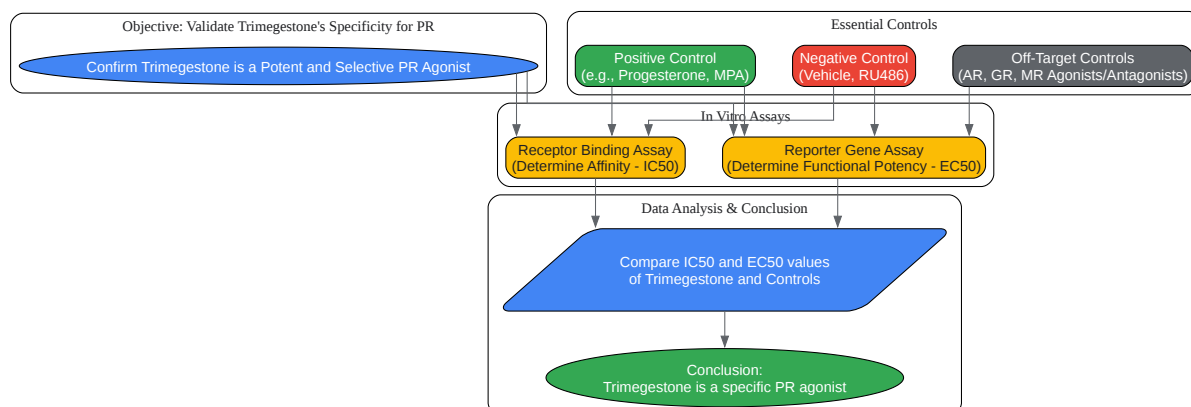 Objective: Validate Trimegestone's Specificity for PR
Confirm Trimegestone is a Potent and Selective PR Agonist
Essential Controls
Positive Control
(e.g., Progesterone, MPA)
Negative Control
(Vehicle, RU486)
Off-Target Controls
(AR, GR, MR Agonists/Antagonists)
In Vitro Assays
Receptor Binding Assay
(Determine Affinity - IC50)
Reporter Gene Assay
(Determine Functional Potency - EC50)
Data Analysis & Conclusion
Compare IC50 and EC50 values
of Trimegestone and Controls
Conclusion:
Trimegestone is a specific PR agonist